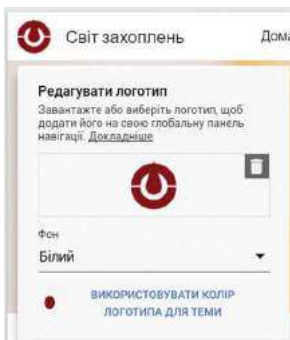 Світ захоплень
Дома
Редагувати логотип
Завантажте або виберіть логотип, щоб
додати його на свою глобальну панель
навігації. Докладніше
Фон
Білий
ВИКОРИСТОВУВАТИ КОЛІР
ЛОГОТИПА ДЛЯ ТЕМИ